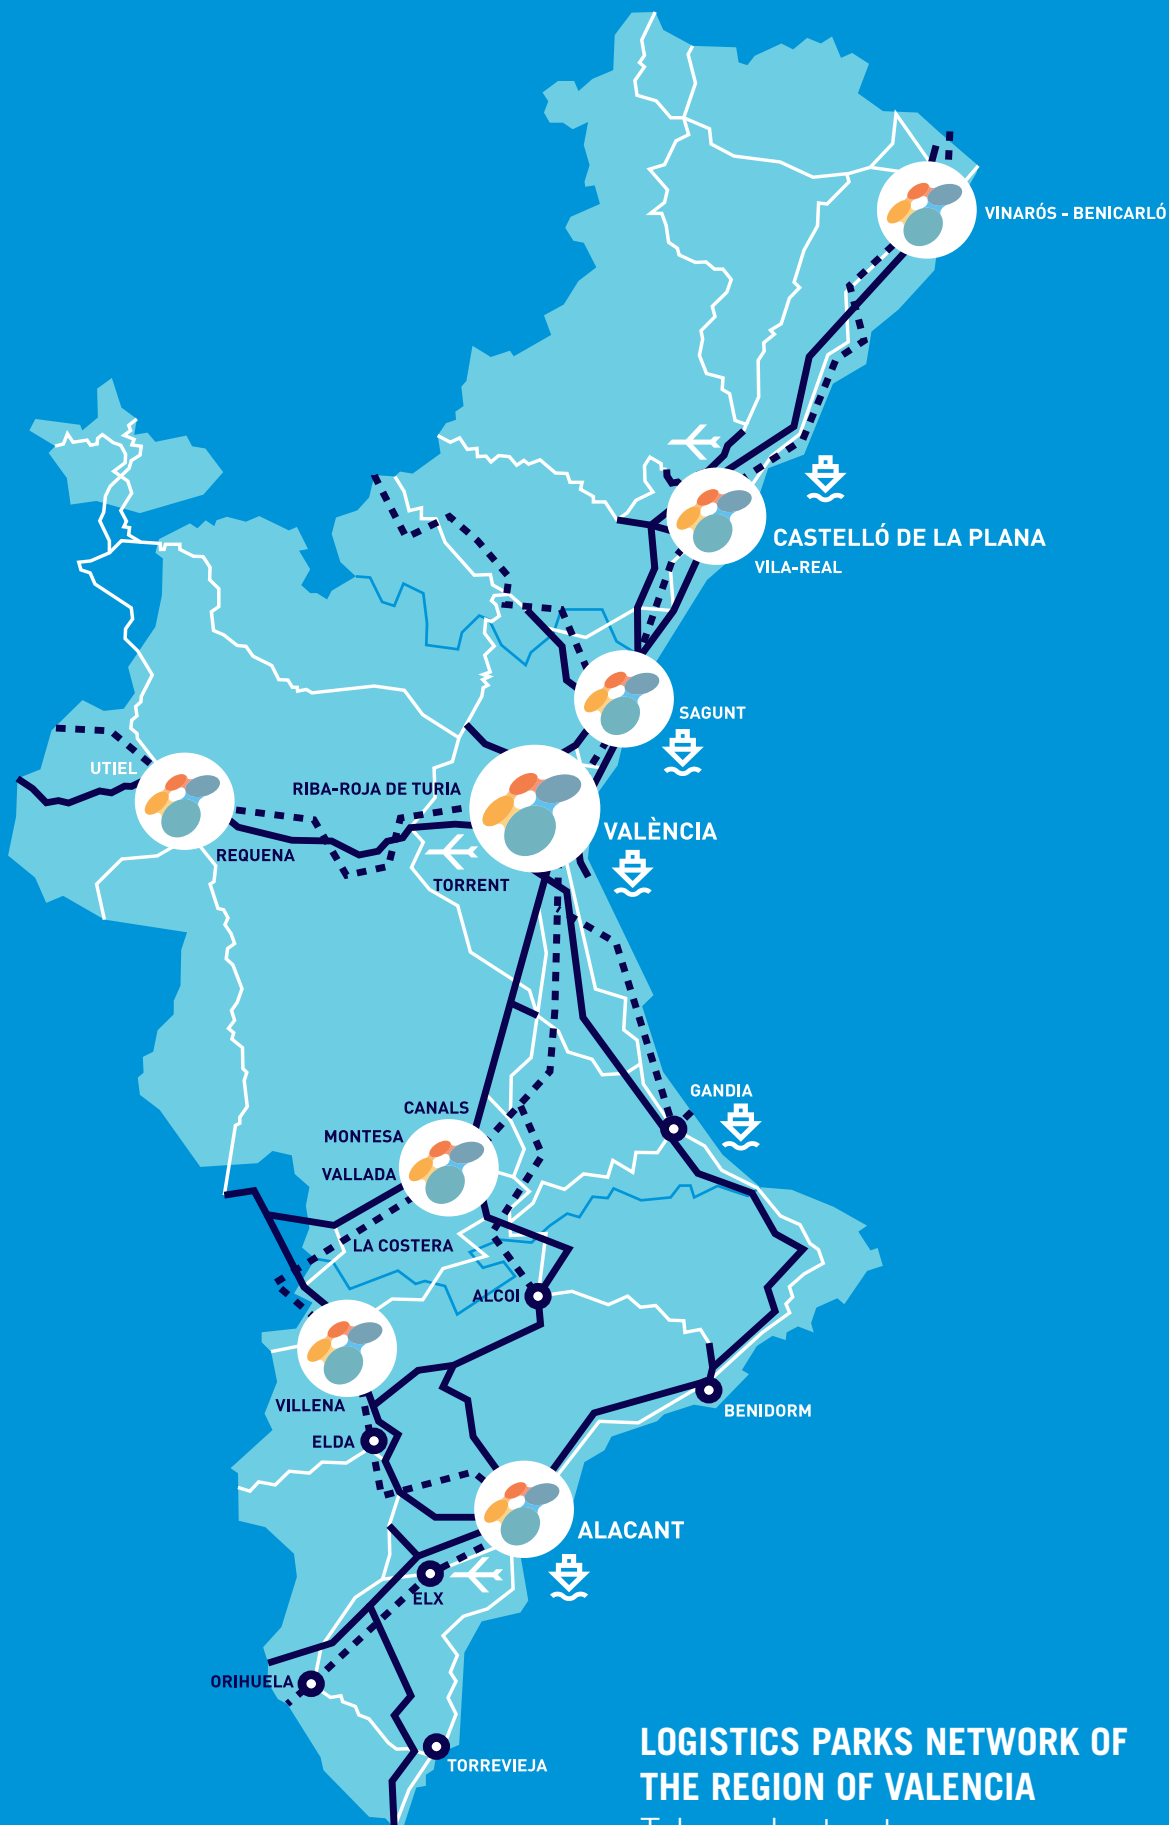 VINARÓS - BENICARLÓ
CASTELLÓ DE LA PLANA
VILA-REAL
SAGUNT
UTIEL
RIBA-ROJA DE TURIA
VALÈNCIA
REQUENA
TORRENT
GANDIA
CANALS
MONTESA
VALLADA
LA COSTERA
ALCOI
VILLENA
BENIDORM
ELDA
ALACANT
ELX
ORIHUELA
TORREVIEJA
LOGISTICS PARKS NETWORK OF
THE REGION OF VALENCIA